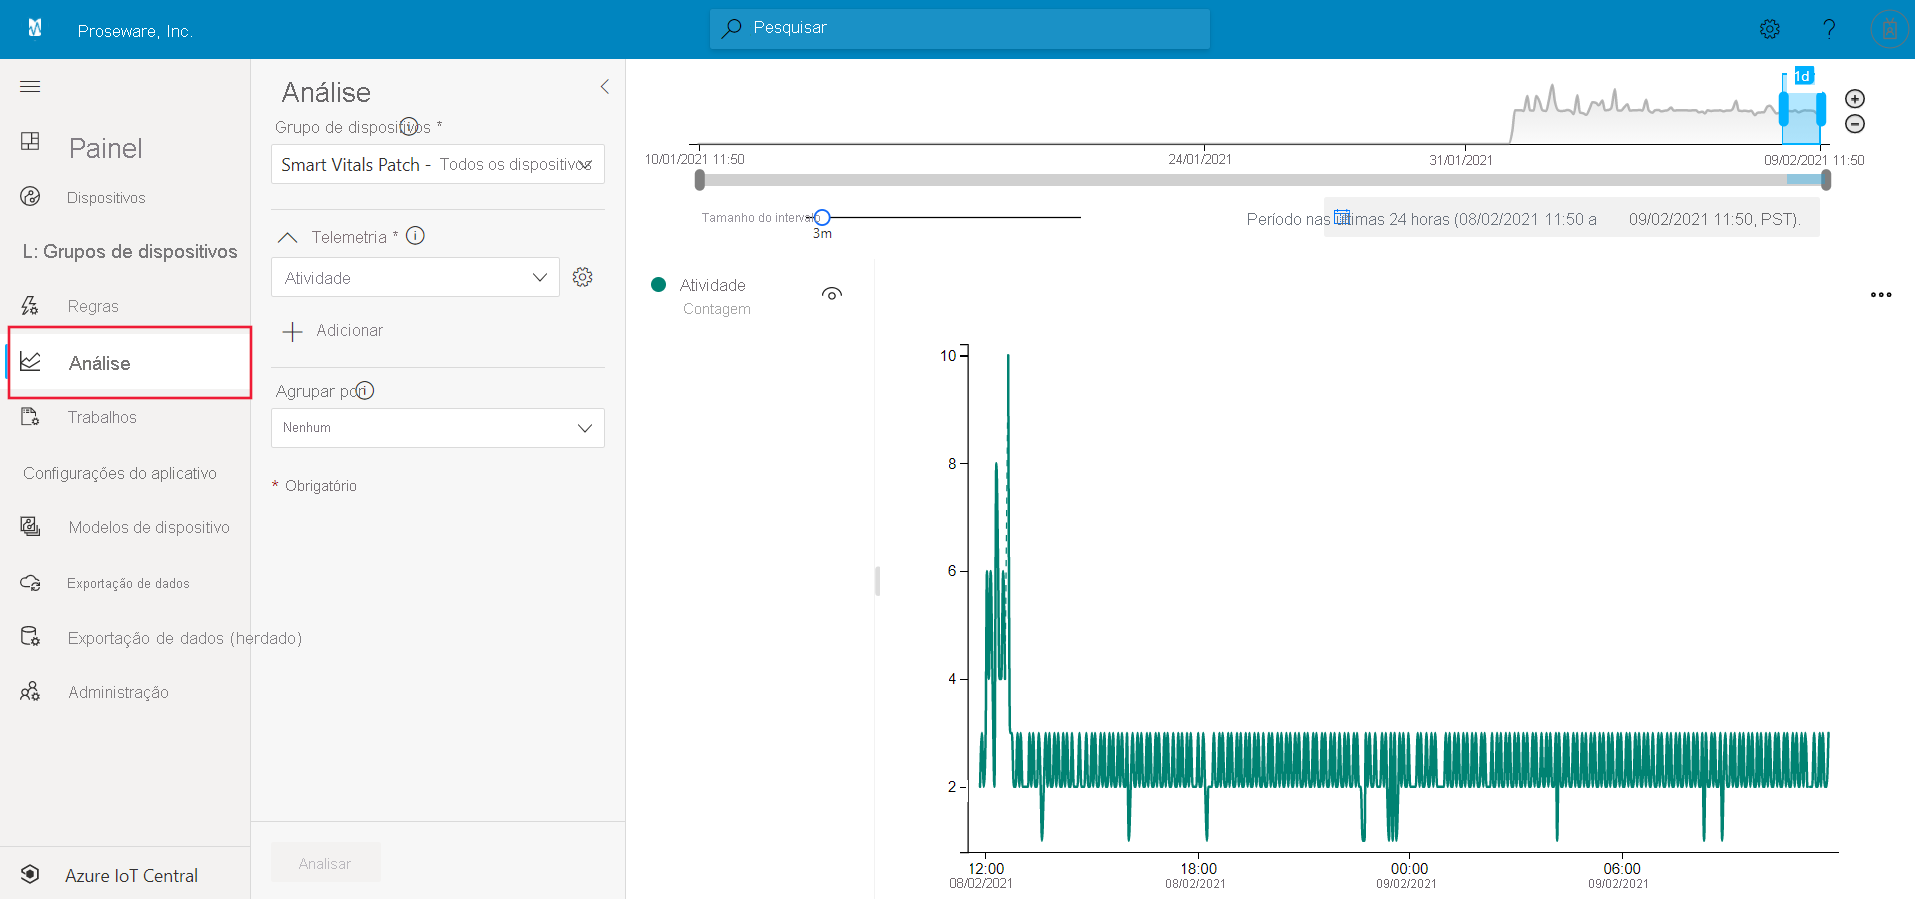 Proseware, Inc.
Pesquisar
Painel
Dispositivos
L: Grupos de dispositivos
Regras
Análise
Trabalhos
Configurações do aplicativo
Modelos de dispositivo
Exportação de dados
Exportação de dados (herdado)
Administração
Azure IoT Central
Análise
Grupo de dispositivos *
Smart Vitals Patch - Todos os dispositivos
Telemetria *
Atividade
Adicionar
Agrupar por
Nenhum
* Obrigatório
Analisar
1d
10/01/2021 11:50
24/01/2021
31/01/2021
09/02/2021 11:50
Tamanho do intervalo
3m
Período nas últimas 24 horas (08/02/2021 11:50 a 09/02/2021 11:50, PST).
Atividade
Contagem
10
8
6
4
2
12:00
08/02/2021
18:00
08/02/2021
00:00
09/02/2021
06:00
09/02/2021